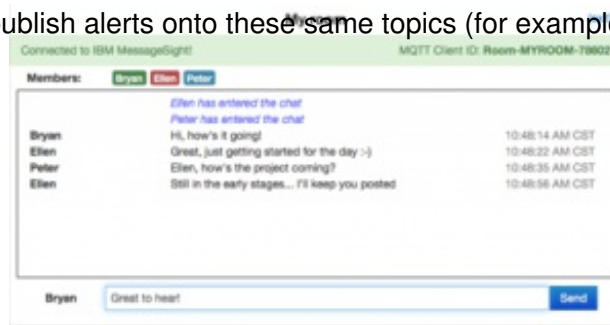 ublish alerts onto these same topics (for example
My room
Connected to IBM MessageSight! MQTT Client ID: Room-MYROOM-78602
Members: Bryan Ellen Peter
Ellen has entered the chat
Peter has entered the chat
Bryan Hi, how's it going! 10:48:14 AM CST
Ellen Great, just getting started for the day :-) 10:48:22 AM CST
Peter Ellen, how's the project coming? 10:48:35 AM CST
Ellen Still in the early stages... I'll keep you posted 10:48:56 AM CST
Bryan Great to hear! Send